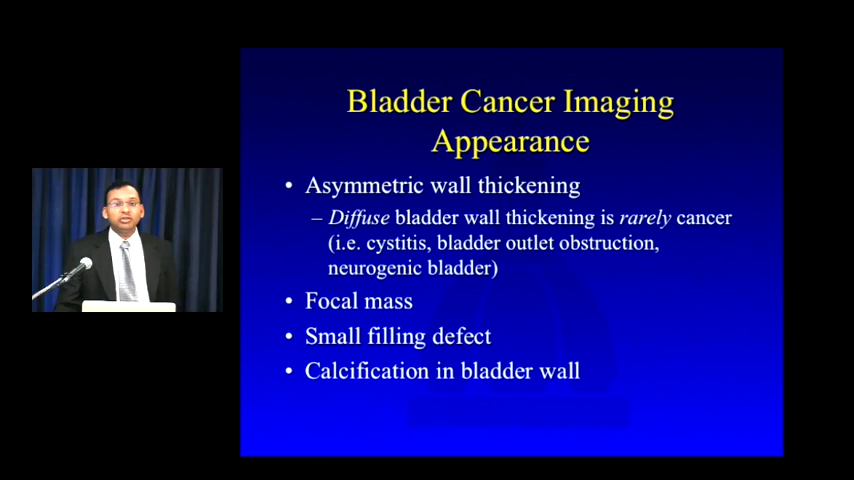 Bladder Cancer Imaging
Appearance
• Asymmetric wall thickening
– Diffuse bladder wall thickening is rarely cancer
(i.e. cystitis, bladder outlet obstruction,
neurogenic bladder)
• Focal mass
• Small filling defect
• Calcification in bladder wall